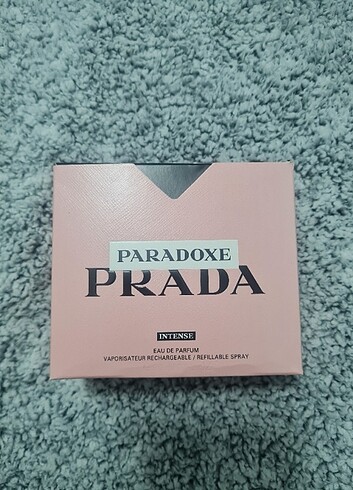 PARADOXE
PRADA
INTENSE
EAU DE PARFUM
VAPORISATEUR RECHARGEABLE / REFILLABLE SPRAY